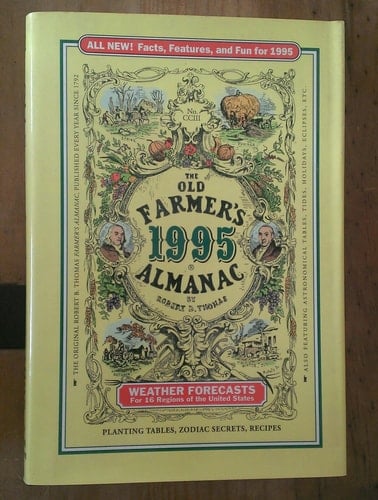 ALL NEW! Facts, Features, and Fun for 1995
No.
CCIII
THE
OLD
FARMER'S
1995
ALMANAC
BY
ROBERT B. THOMAS
WEATHER FORECASTS
For 16 Regions of the United States
PLANTING TABLES, ZODIAC SECRETS, RECIPES
THE ORIGINAL ROBERT B. THOMAS FARMER'S ALMANAC, PUBLISHED EVERY YEAR SINCE 1792
ALSO FEATURING ASTRONOMICAL TABLES, TIDES, HOLIDAYS, ECLIPSES, ETC.